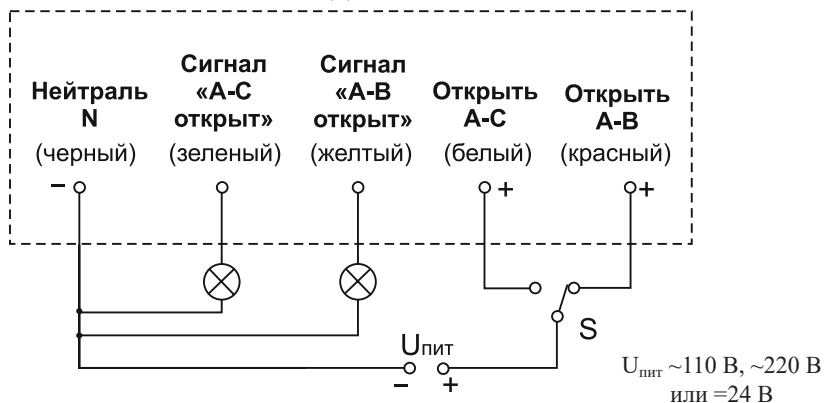 Нейтраль
N
(черный)
–
Сигнал
«A-C
открыт»
(зеленый)
Сигнал
«A-B
открыт»
(желтый)
Открыть
A-C
(белый)
+
Открыть
A-B
(красный)
+
S
Uпит
– +
Uпит ~110 В, ~220 В
или =24 В